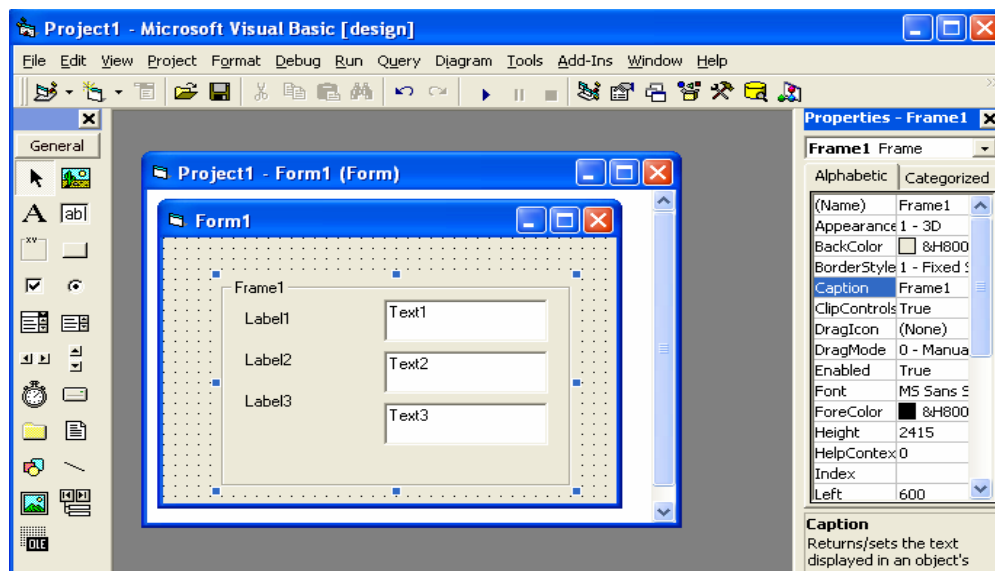 Project1 - Microsoft Visual Basic [design]
File Edit View Project Format Debug Run Query Diagram Tools Add-Ins Window Help
General
A ab|
XY
OLE
Project1 - Form1 (Form)
Form1
Frame1
Label1 Text1
Label2 Text2
Label3 Text3
Properties - Frame1
Frame1 Frame
Alphabetic Categorized
(Name) Frame1
Appearance 1 - 3D
BackColor &H800
BorderStyle 1 - Fixed S
Caption Frame1
ClipControls True
DragIcon (None)
DragMode 0 - Manua
Enabled True
Font MS Sans S
ForeColor &H800
Height 2415
HelpContex 0
Index
Left 600
Caption
Returns/sets the text
displayed in an object's